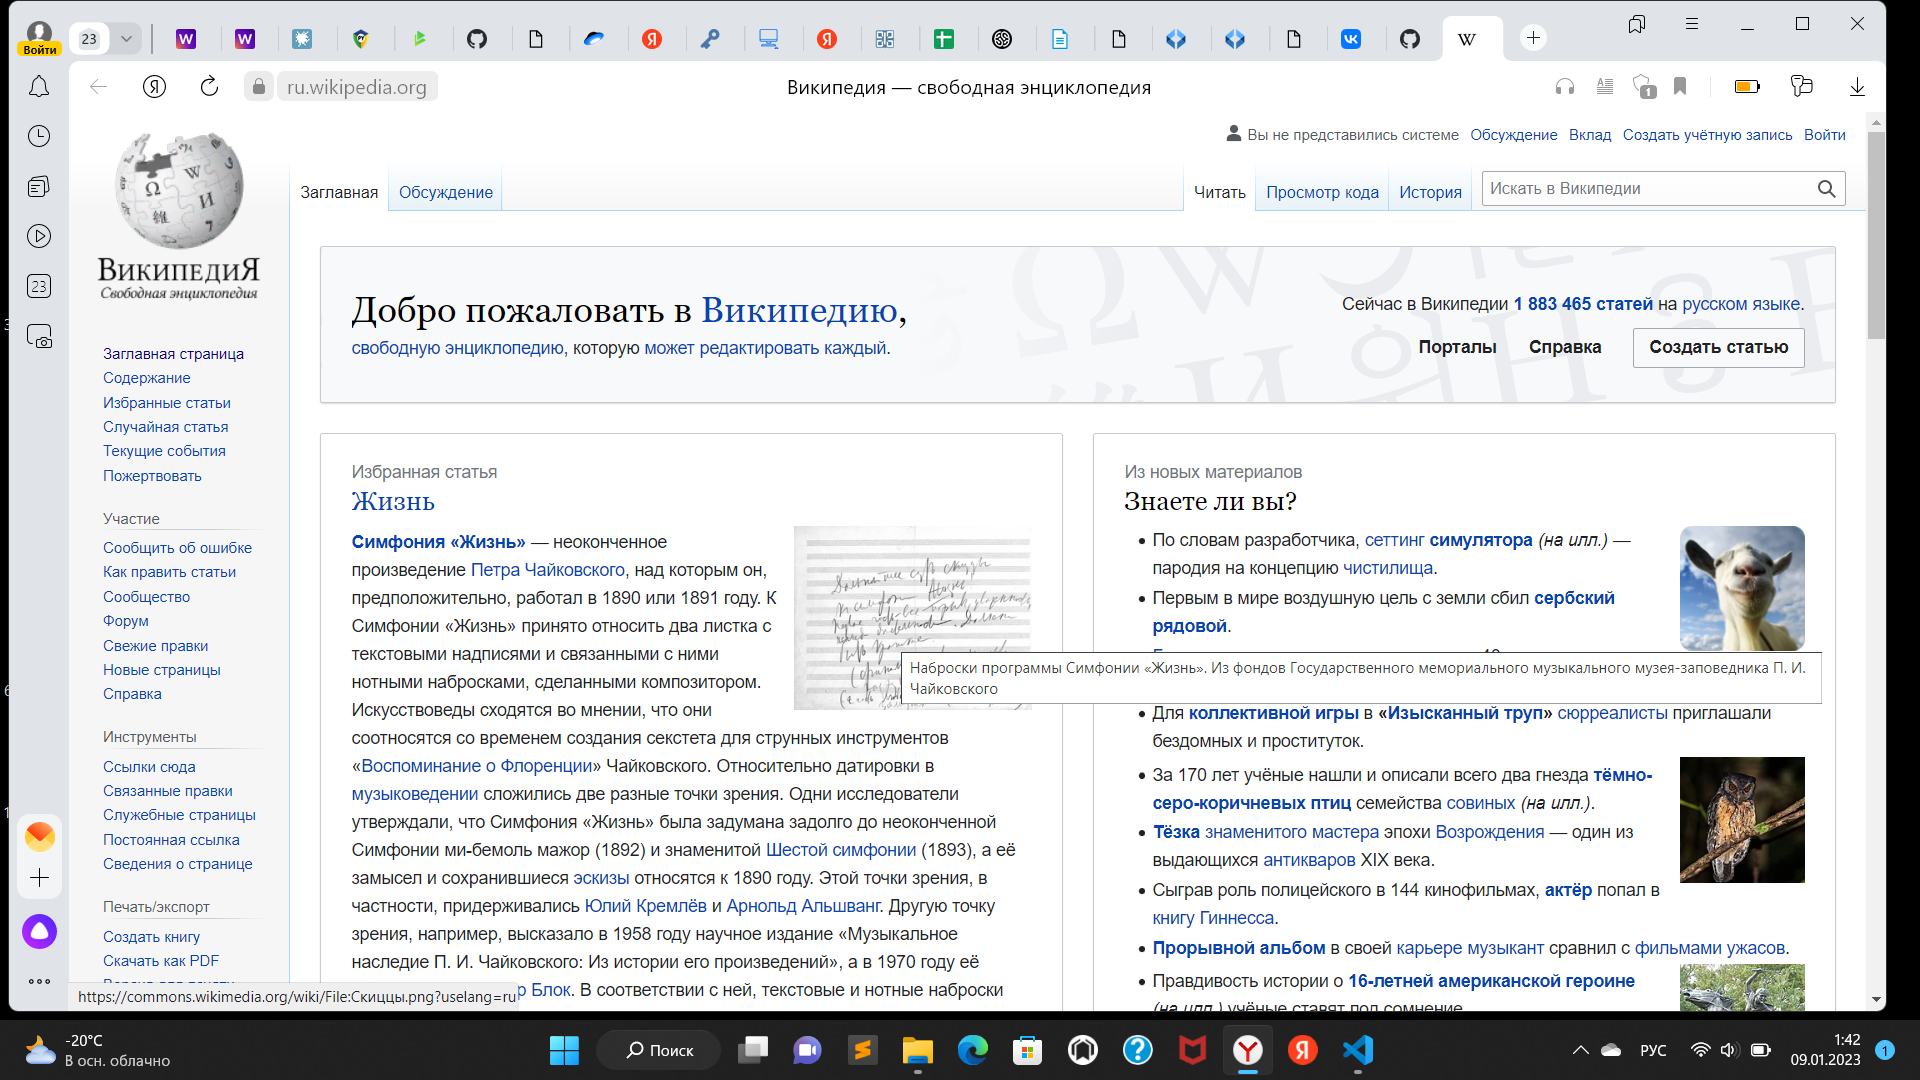 Войти
23
ru.wikipedia.org
Википедия — свободная энциклопедия
1
23
ВикипедиЯ
Свободная энциклопедия
Вы не представились системе Обсуждение Вклад Создать учётную запись Войти
Заглавная Обсуждение
Читать Просмотр кода История
Искать в Википедии
Заглавная страница
Содержание
Избранные статьи
Случайная статья
Текущие события
Пожертвовать
Участие
Сообщить об ошибке
Как править статьи
Сообщество
Форум
Свежие правки
Новые страницы
Справка
Инструменты
Ссылки сюда
Связанные правки
Служебные страницы
Постоянная ссылка
Сведения о странице
Печать/экспорт
Создать книгу
Скачать как PDF
Добро пожаловать в Википедию,
свободную энциклопедию, которую может редактировать каждый.
Сейчас в Википедии 1 883 465 статей на русском языке.
Порталы Справка Создать статью
Избранная статья
Жизнь
Симфония «Жизнь» — неоконченное
произведение Петра Чайковского, над которым он,
предположительно, работал в 1890 или 1891 году. К
Симфонии «Жизнь» принято относить два листка с
текстовыми надписями и связанными с ними
нотными набросками, сделанными композитором.
Искусствоведы сходятся во мнении, что они
соотносятся со временем создания секстета для струнных инструментов
«Воспоминание о Флоренции» Чайковского. Относительно датировки в
музыковедении сложились две разные точки зрения. Одни исследователи
утверждали, что Симфония «Жизнь» была задумана задолго до неоконченной
Симфонии ми-бемоль мажор (1892) и знаменитой Шестой симфонии (1893), а её
замысел и сохранившиеся эскизы относятся к 1890 году. Этой точки зрения, в
частности, придерживались Юлий Кремлёв и Арнольд Альшванг. Другую точку
зрения, например, высказало в 1958 году научное издание «Музыкальное
наследие П. И. Чайковского: Из истории его произведений», а в 1970 году её
р Блок. В соответствии с ней, текстовые и нотные наброски
Из новых материалов
Знаете ли вы?
По словам разработчика, сеттинг симулятора (на илл.) —
пародия на концепцию чистилища.
Первым в мире воздушную цель с земли сбил сербский
рядовой.
Наброски программы Симфонии «Жизнь». Из фондов Государственного мемориального музыкального музея-заповедника П. И.
Чайковского
Для коллективной игры в «Изысканный труп» сюрреалисты приглашали
бездомных и проституток.
За 170 лет учёные нашли и описали всего два гнезда тёмно-
серо-коричневых птиц семейства совиных (на илл.).
Тёзка знаменитого мастера эпохи Возрождения — один из
выдающихся антикваров XIX века.
Сыграв роль полицейского в 144 кинофильмах, актёр попал в
книгу Гиннесса.
Прорывной альбом в своей карьере музыкант сравнил с фильмами ужасов.
Правдивость истории о 16-летней американской героине
(на илл.) учёные ставят под сомнение
https://commons.wikimedia.org/wiki/File:Скиццы.png?uselang=ru
-20°C
В осн. облачно
Поиск
РУС
1:42
09.01.2023
1